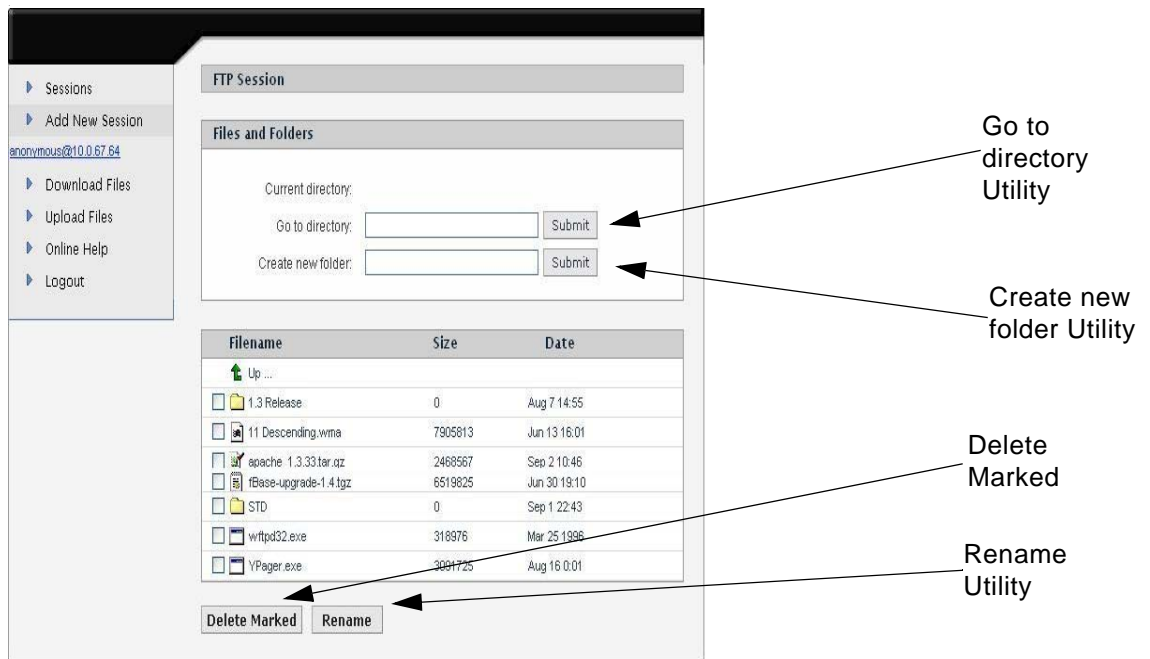 Sessions
Add New Session
anonymous@10.0.67.64
Download Files
Upload Files
Online Help
Logout
FTP Session
Files and Folders
Current directory:
Go to directory: Submit
Create new folder: Submit
Filename Size Date
Up ...
1.3 Release 0 Aug 7 14:55
11 Descending.wma 7905813 Jun 13 16:01
apache 1.3.33.tar.gz 2468567 Sep 2 10:46
fBase-upgrade-1.4.tgz 6519825 Jun 30 19:10
STD 0 Sep 1 22:43
wftpd32.exe 318976 Mar 25 1996
YPager.exe 3001725 Aug 16 0:01
Delete Marked Rename
Go to
directory
Utility
Create new
folder Utility
Delete
Marked
Rename
Utility